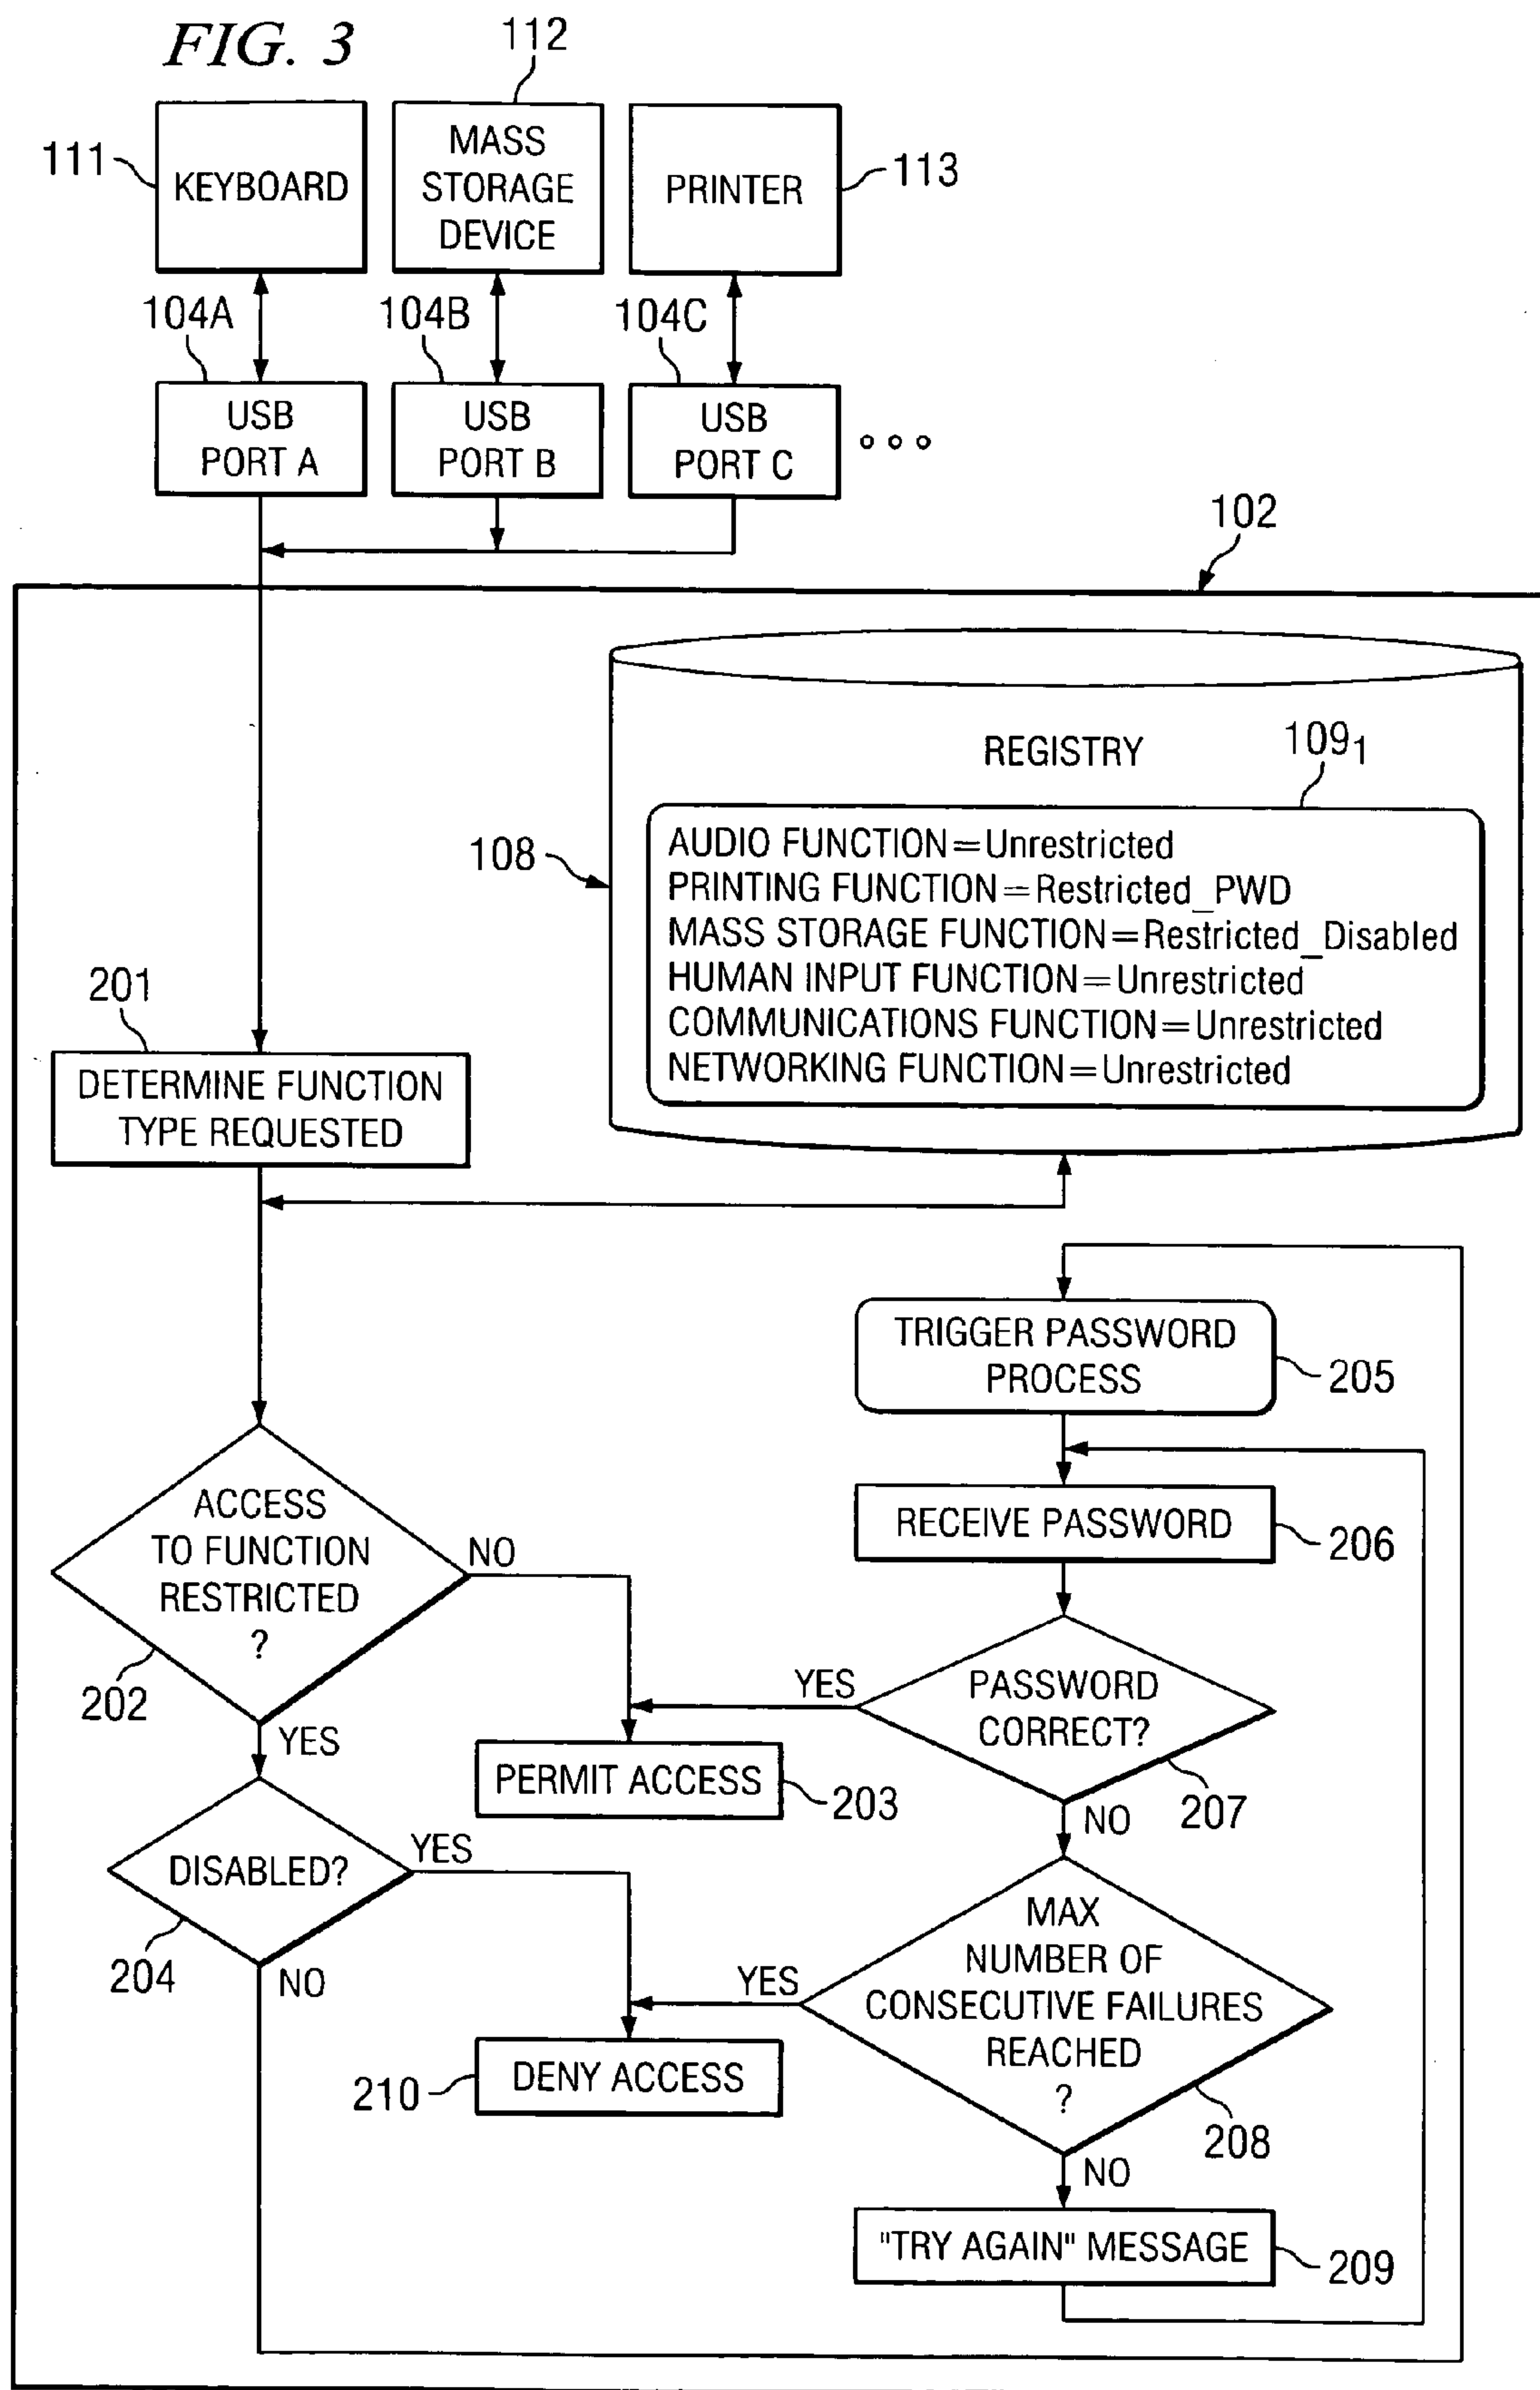 FIG. 3
112
111
KEYBOARD
MASS
STORAGE
DEVICE
PRINTER
113
104A
104B
104C
USB
PORT A
USB
PORT B
USB
PORT C
102
REGISTRY
109₁
108
AUDIO FUNCTION=Unrestricted
PRINTING FUNCTION=Restricted_PWD
MASS STORAGE FUNCTION=Restricted_Disabled
HUMAN INPUT FUNCTION=Unrestricted
COMMUNICATIONS FUNCTION=Unrestricted
NETWORKING FUNCTION=Unrestricted
201
DETERMINE FUNCTION
TYPE REQUESTED
TRIGGER PASSWORD
PROCESS
205
RECEIVE PASSWORD
206
ACCESS
TO FUNCTION
RESTRICTED
?
NO
202
YES
PASSWORD
CORRECT?
YES
207
NO
PERMIT ACCESS
203
DISABLED?
YES
204
NO
MAX
NUMBER OF
CONSECUTIVE FAILURES
REACHED
?
YES
208
NO
DENY ACCESS
210
"TRY AGAIN" MESSAGE
209